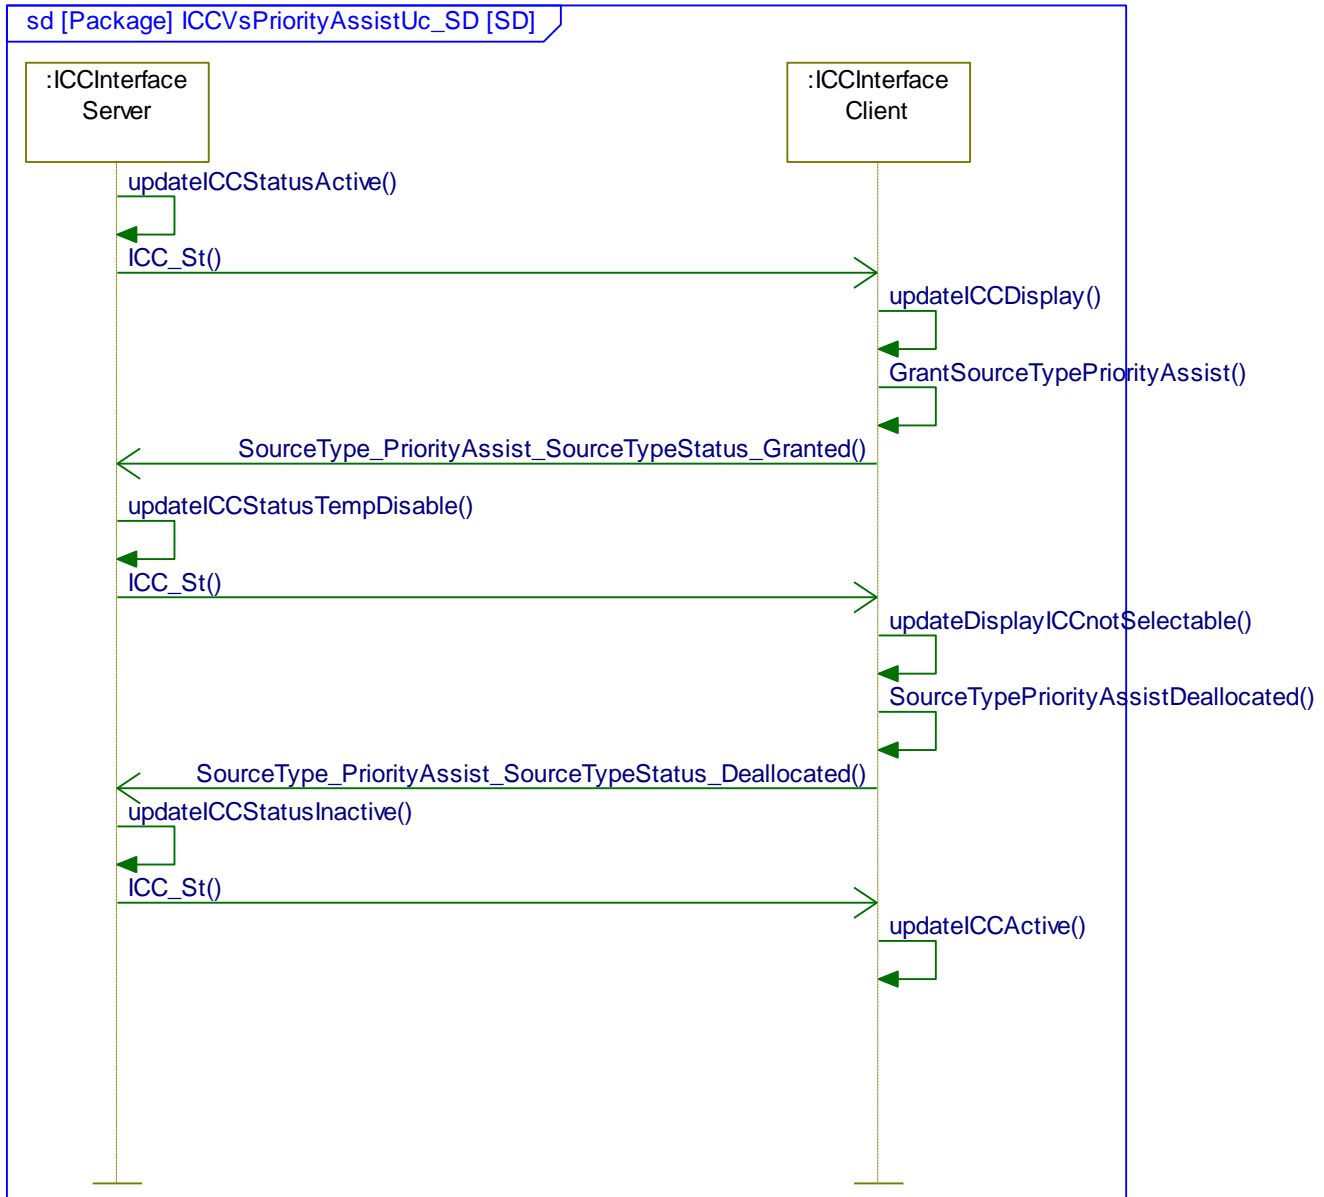 sd [Package] ICCVsPriorityAssistUc_SD [SD]
:ICCInterface
Server
:ICCInterface
Client
updateICCStatusActive()
ICC_St()
updateICCDisplay()
GrantSourceTypePriorityAssist()
SourceType_PriorityAssist_SourceTypeStatus_Granted()
updateICCStatusTempDisable()
ICC_St()
updateDisplayICCnotSelectable()
SourceTypePriorityAssistDeallocated()
SourceType_PriorityAssist_SourceTypeStatus_Deallocated()
updateICCStatusInactive()
ICC_St()
updateICCActive()